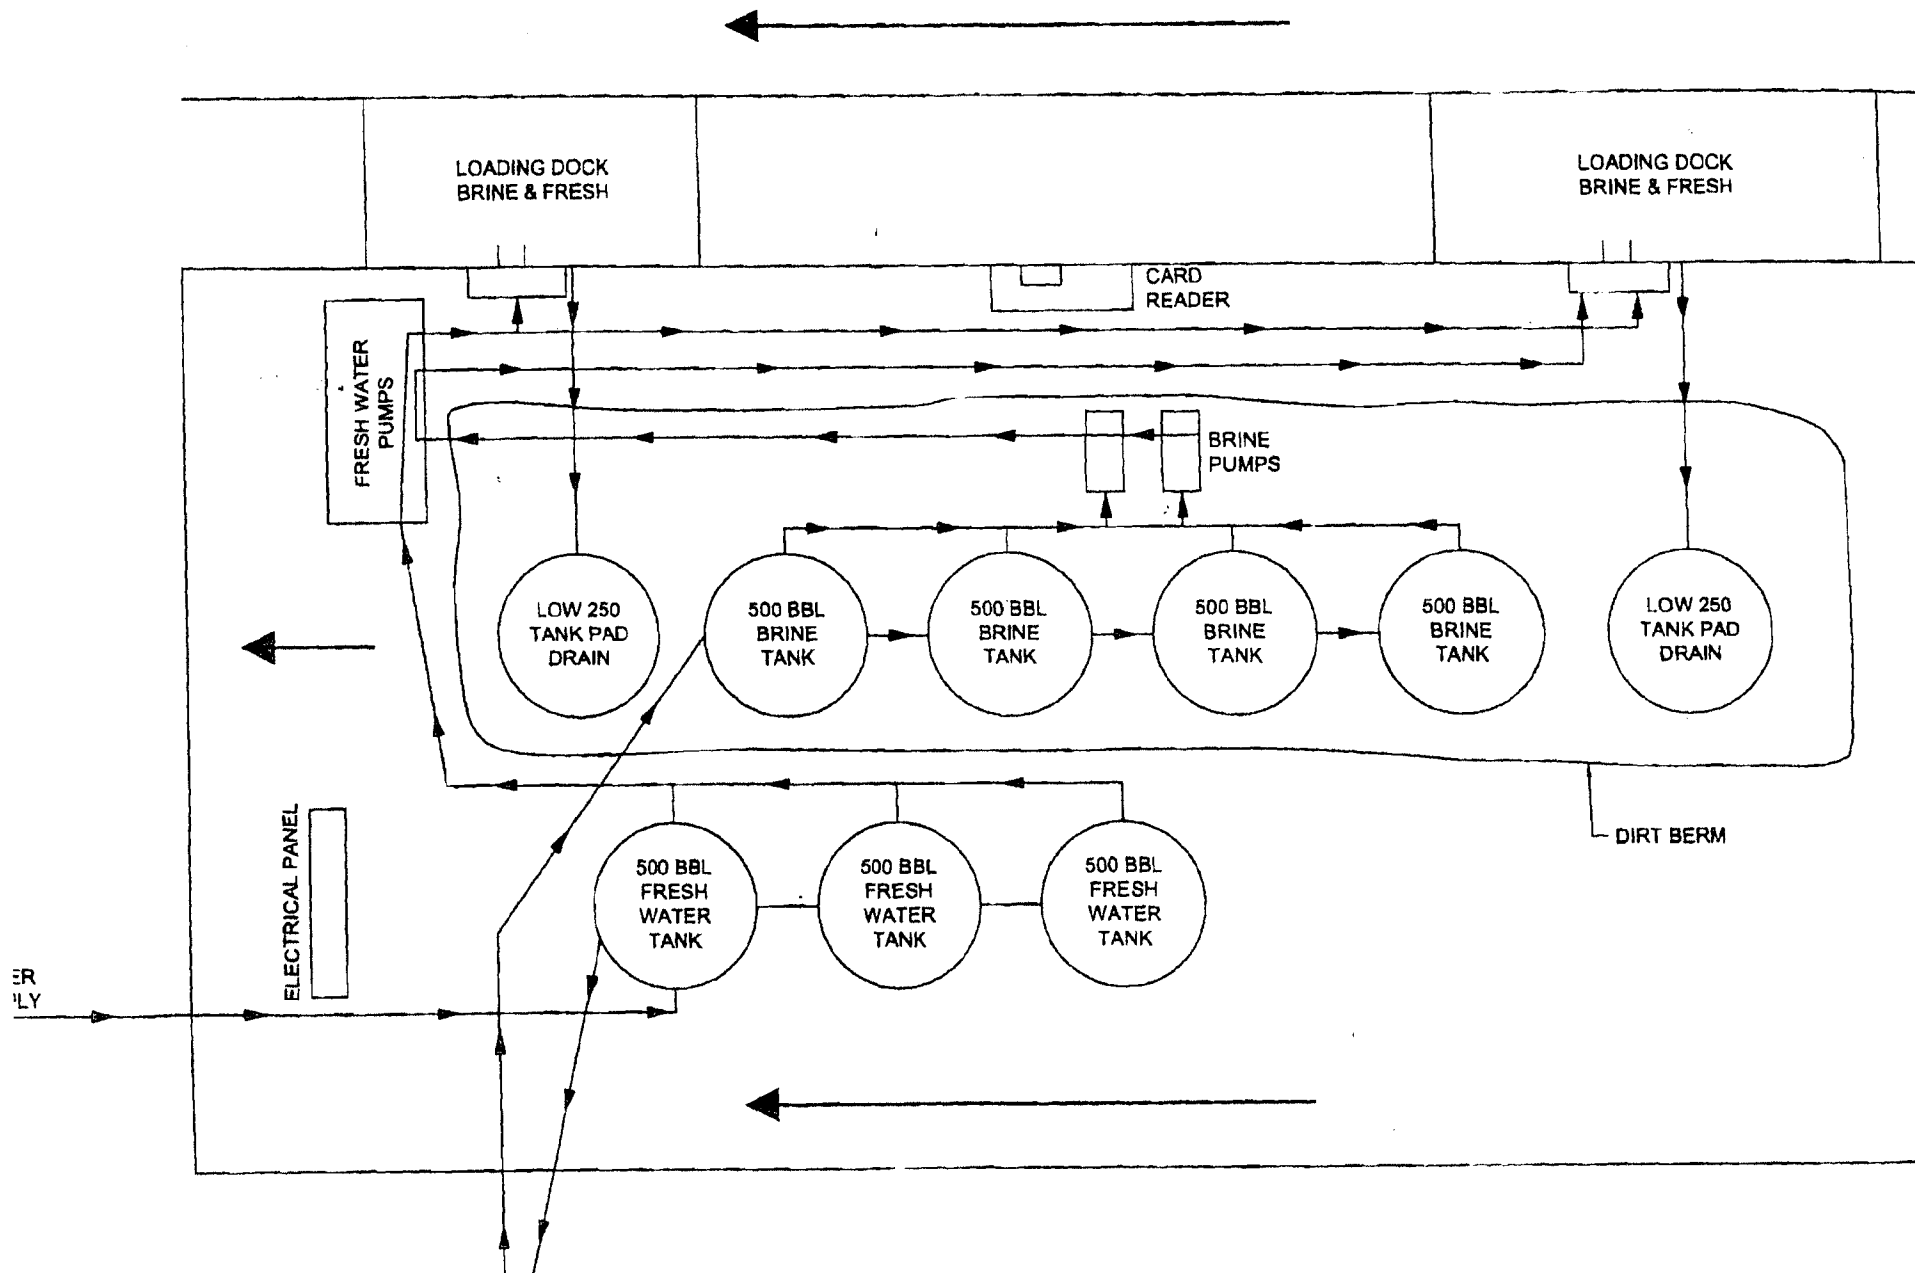 LOADING DOCK
BRINE & FRESH
LOADING DOCK
BRINE & FRESH
CARD
READER
FRESH WATER
PUMPS
BRINE
PUMPS
LOW 250
TANK PAD
DRAIN
500 BBL
BRINE
TANK
500 BBL
BRINE
TANK
500 BBL
BRINE
TANK
500 BBL
BRINE
TANK
LOW 250
TANK PAD
DRAIN
DIRT BERM
ELECTRICAL PANEL
500 BBL
FRESH
WATER
TANK
500 BBL
FRESH
WATER
TANK
500 BBL
FRESH
WATER
TANK
ER
PLY